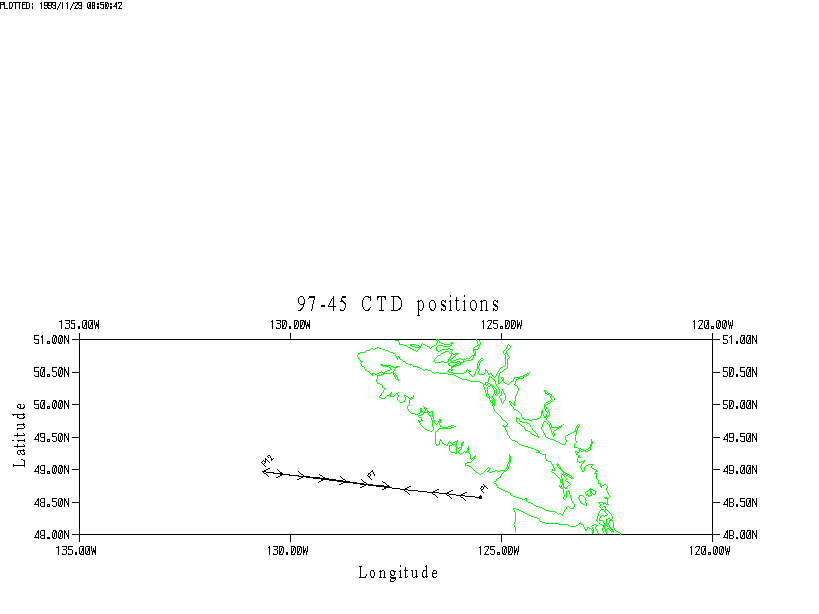 PLOTTED: 1999/11/29 08:50:42
97-45 CTD positions
135.00W 130.00W 125.00W 120.00W
51.00N 51.00N
50.50N 50.50N
50.00N 50.00N
49.50N 49.50N
49.00N 49.00N
48.50N 48.50N
48.00N 48.00N
Latitude
P12
P7
P1
135.00W 130.00W 125.00W 120.00W
Longitude